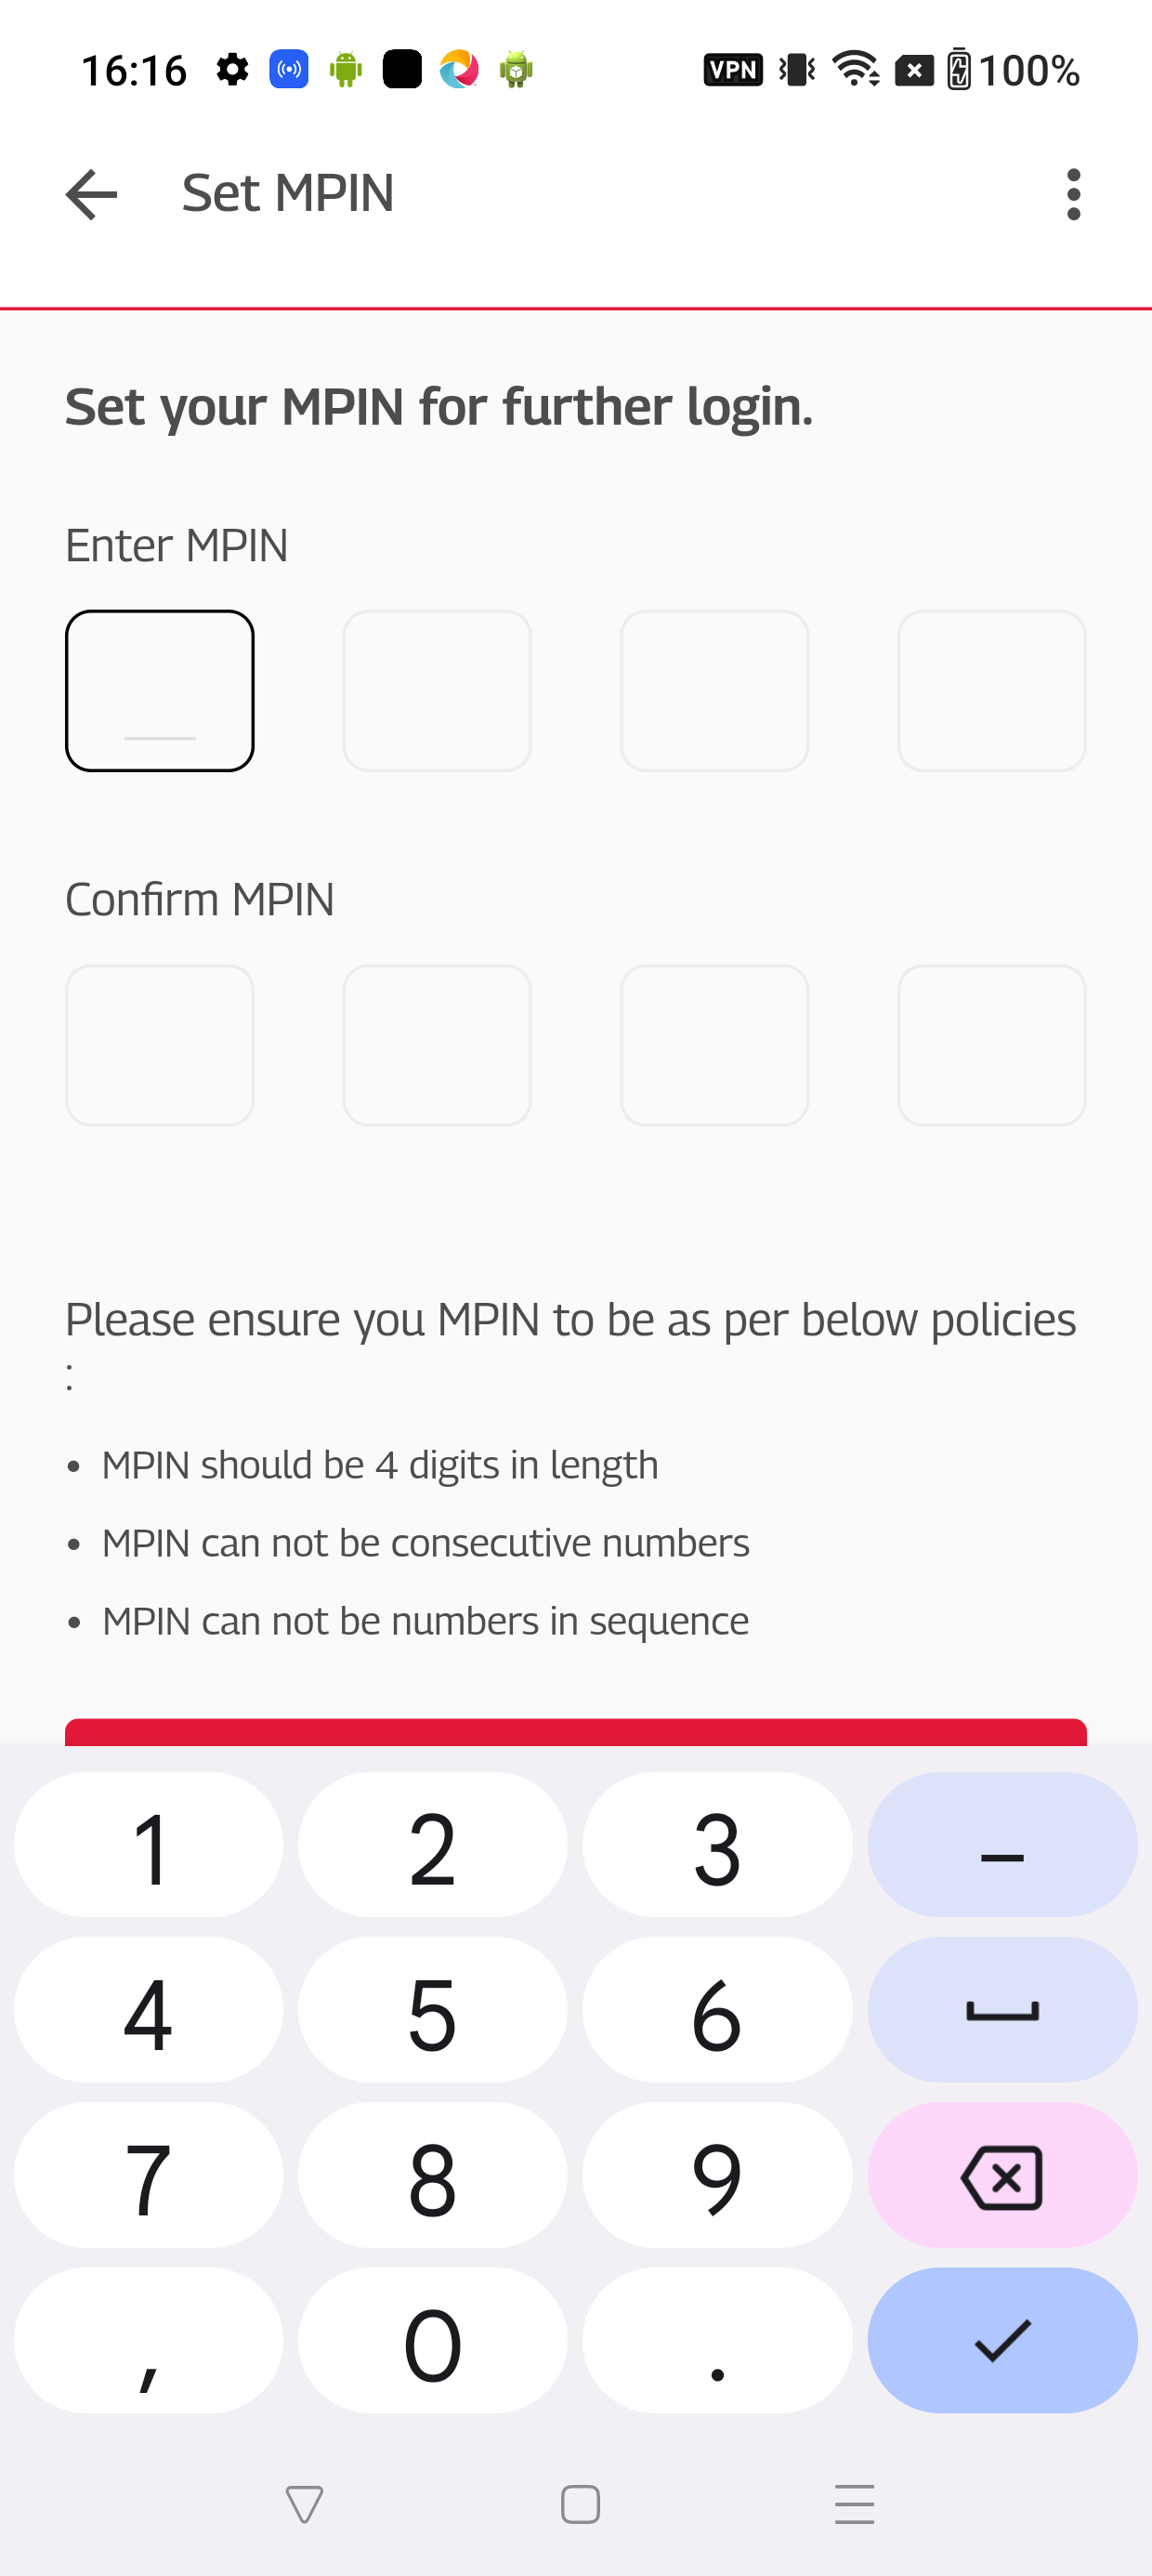 16:16 VPN 100%
Set MPIN
Set your MPIN for further login.
Enter MPIN
Confirm MPIN
Please ensure you MPIN to be as per below policies
:
• MPIN should be 4 digits in length
• MPIN can not be consecutive numbers
• MPIN can not be numbers in sequence
1 2 3 –
4 5 6
7 8 9
, 0 .